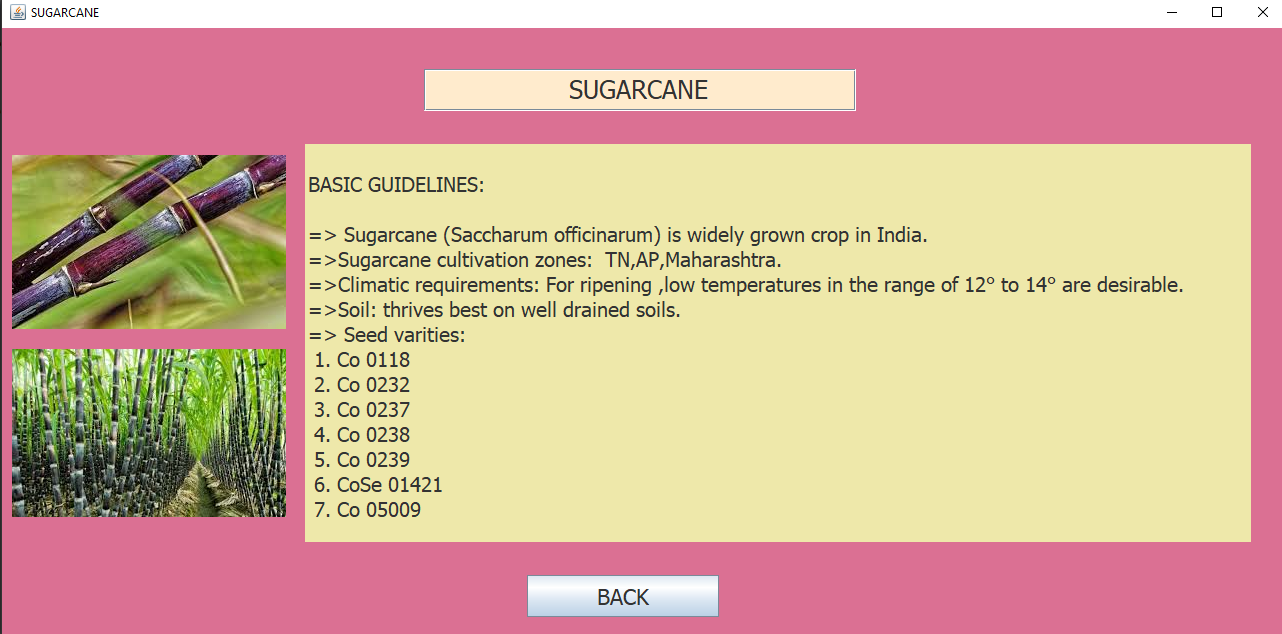 SUGARCANE
SUGARCANE
BASIC GUIDELINES:
=> Sugarcane (Saccharum officinarum) is widely grown crop in India.
=>Sugarcane cultivation zones:  TN,AP,Maharashtra.
=>Climatic requirements: For ripening ,low temperatures in the range of 12° to 14° are desirable.
=>Soil: thrives best on well drained soils.
=> Seed varities:
1. Co 0118
2. Co 0232
3. Co 0237
4. Co 0238
5. Co 0239
6. CoSe 01421
7. Co 05009
BACK